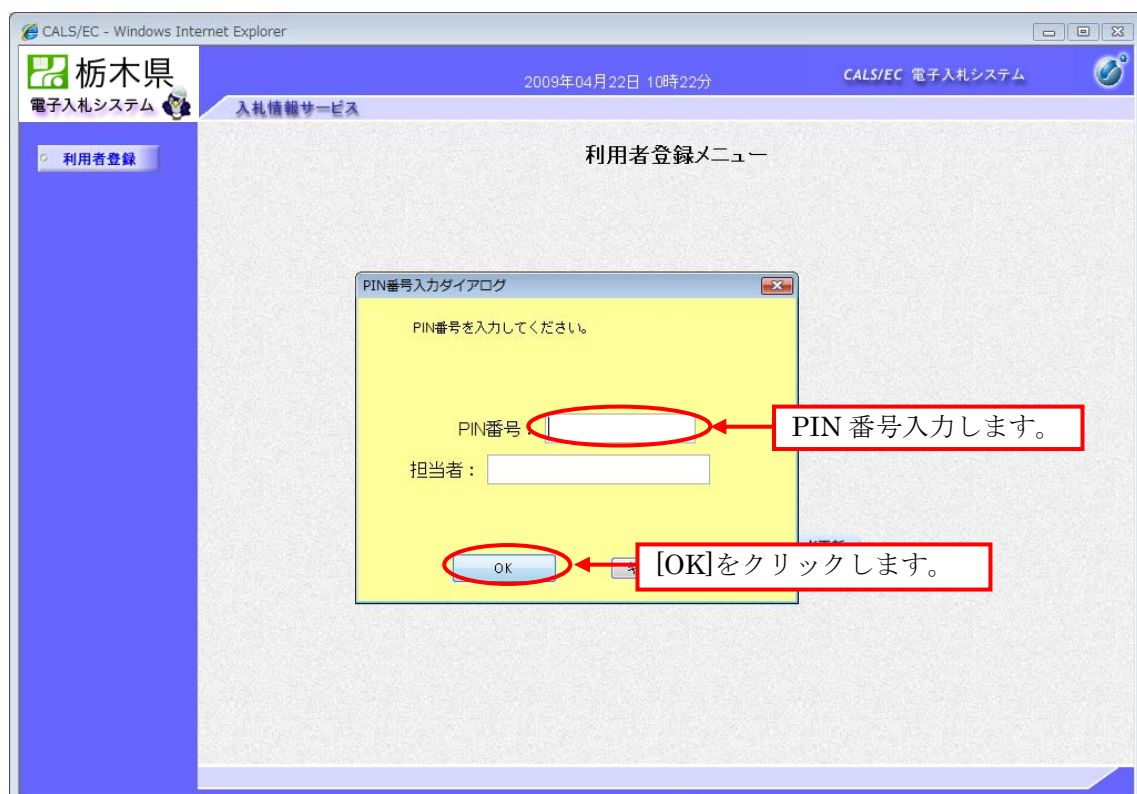 CALS/EC - Windows Internet Explorer
栃木県
電子入札システム
2009年04月22日 10時22分
CALS/EC 電子入札システム
入札情報サービス
利用者登録
利用者登録メニュー
PIN番号入力ダイアログ
PIN番号を入力してください。
PIN番号：
PIN 番号入力します。
担当者：
OK
[OK]をクリックします。